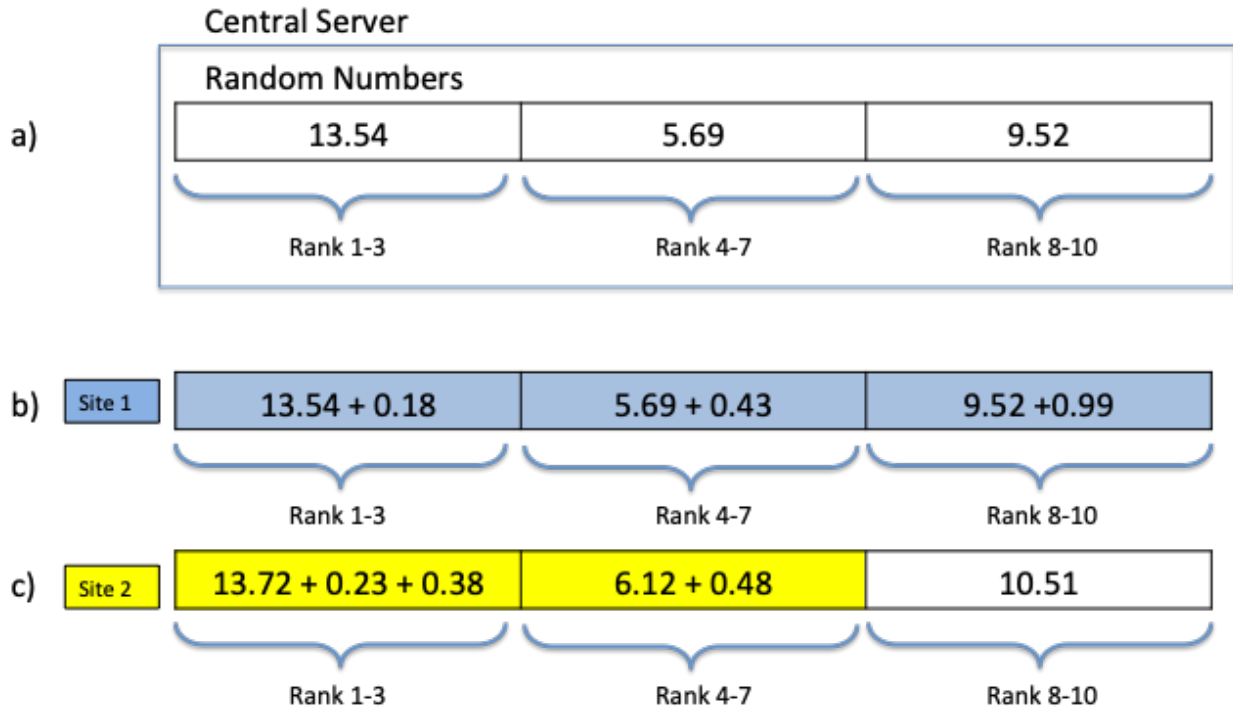 Central Server
Random Numbers
a) 13.54 5.69 9.52
Rank 1-3 Rank 4-7 Rank 8-10
b) Site 1 13.54 + 0.18 5.69 + 0.43 9.52 +0.99
Rank 1-3 Rank 4-7 Rank 8-10
c) Site 2 13.72 + 0.23 + 0.38 6.12 + 0.48 10.51
Rank 1-3 Rank 4-7 Rank 8-10